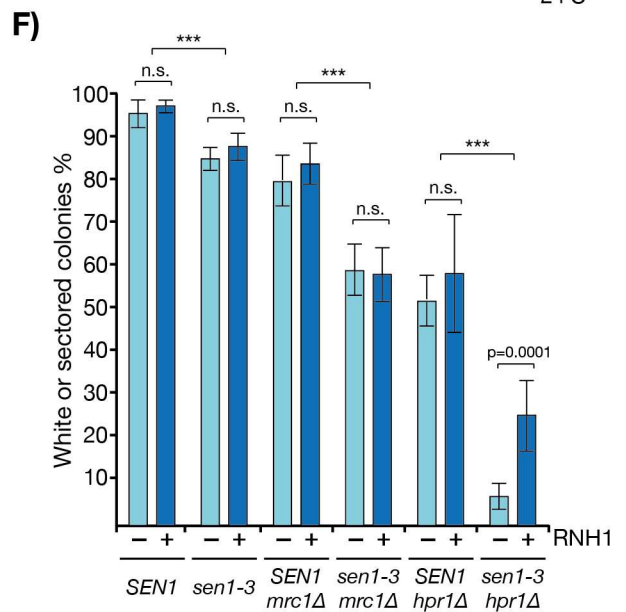 F)
***
n.s.
***
n.s.
n.s.
***
n.s.
n.s.
p=0.0001
White or sectored colonies %
100
90
80
70
60
50
40
30
20
10
– + – + – + – + – + – + RNH1
SEN1 sen1-3 SEN1 mrc1Δ sen1-3 mrc1Δ SEN1 hpr1Δ sen1-3 hpr1Δ